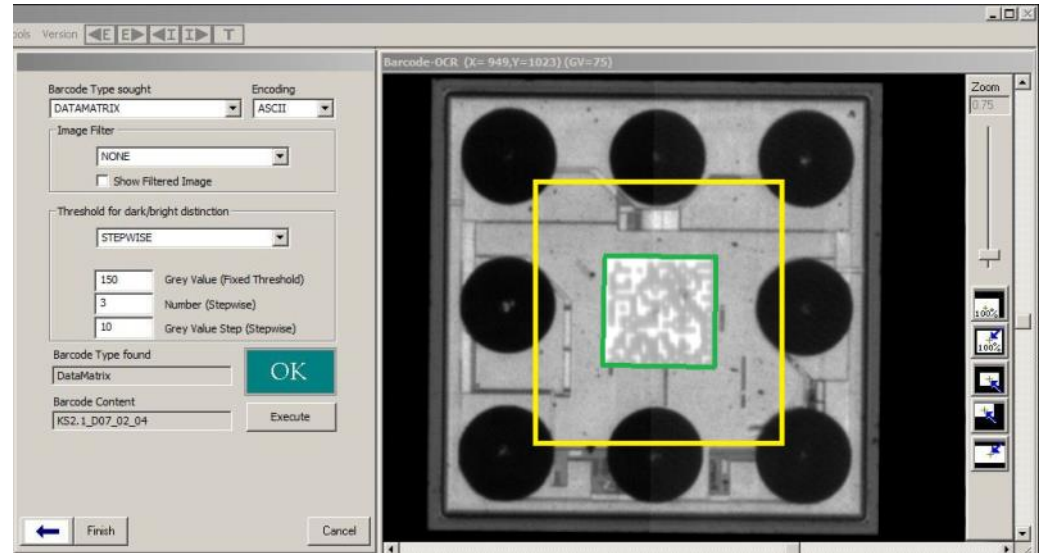 ools Version E E I I T
Barcode Type sought
Encoding
DATAMATRIX
ASCII
Image Filter
NONE
Show Filtered Image
Threshold for dark/bright distinction
STEPWISE
150 Grey Value (Fixed Threshold)
3 Number (Stepwise)
10 Grey Value Step (Stepwise)
Barcode Type found
DataMatrix
OK
Barcode Content
KS2.1_D07_02_04
Execute
Finish
Cancel
Barcode-OCR (X= 949,Y=1023) (GV=75)
Zoom
0.75
100%
100%